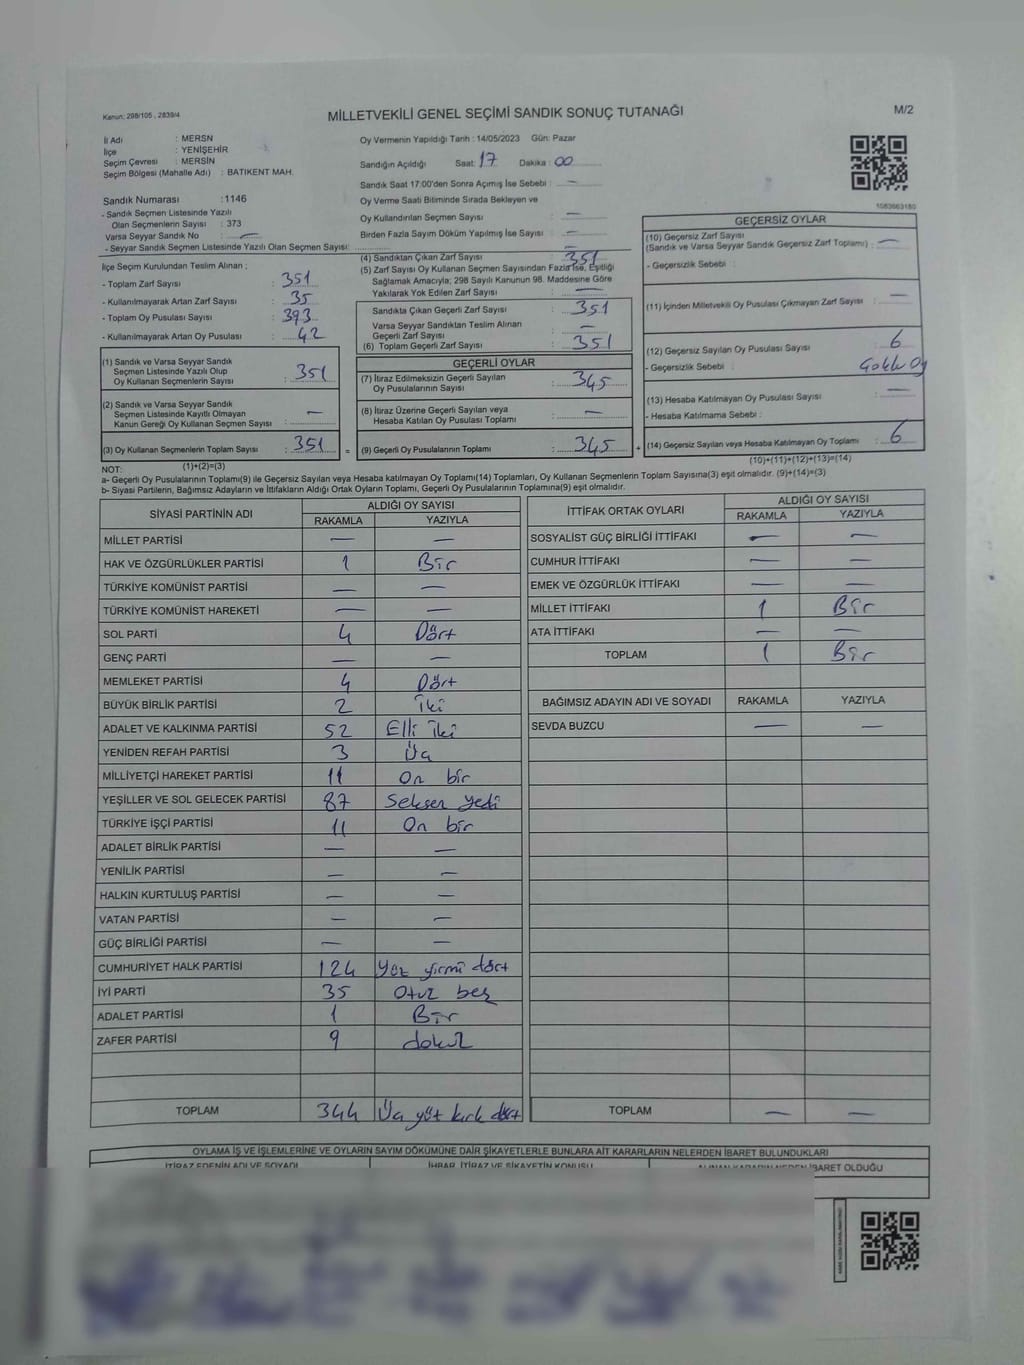 Kanun: 298/105 , 2839/4
MİLLETVEKİLİ GENEL SEÇİMİ SANDIK SONUÇ TUTANAĞI
M/2
İl Adı : MERSN
İlçe : YENİŞEHİR
Seçim Çevresi : MERSİN
Seçim Bölgesi (Mahalle Adı) : BATIKENT MAH.
Sandık Numarası :1146
- Sandık Seçmen Listesinde Yazılı
Olan Seçmenlerin Sayısı : 373
Varsa Seyyar Sandık No : —
- Seyyar Sandık Seçmen Listesinde Yazılı Olan Seçmen Sayısı:
Oy Vermenin Yapıldığı Tarih : 14/05/2023 Gün: Pazar
Sandığın Açıldığı Saat: 17 Dakika: 00
Sandık Saat 17:00'den Sonra Açımış İse Sebebi : —
Oy Verme Saati Bitiminde Sırada Bekleyen ve
Oy Kullandırılan Seçmen Sayısı : —
Birden Fazla Sayım Döküm Yapılmış İse Sayısı : —
1083663180
İlçe Seçim Kurulundan Teslim Alınan ;
- Toplam Zarf Sayısı : 351
- Kullanılmayarak Artan Zarf Sayısı : 35
- Toplam Oy Pusulası Sayısı : 393
- Kullanılmayarak Artan Oy Pusulası : 42
(1) Sandık ve Varsa Seyyar Sandık
Seçmen Listesinde Yazılı Olup
Oy Kullanan Seçmenlerin Sayısı : 351
(2) Sandık ve Varsa Seyyar Sandık
Seçmen Listesinde Kayıtlı Olmayan
Kanun Gereği Oy Kullanan Seçmen Sayısı : —
(3) Oy Kullanan Seçmenlerin Toplam Sayısı : 351
(4) Sandıktan Çıkan Zarf Sayısı : 351
(5) Zarf Sayısı Oy Kullanan Seçmen Sayısından Fazla İse, Eşitliği
Sağlamak Amacıyla; 298 Sayılı Kanunun 98. Maddesine Göre
Yakılarak Yok Edilen Zarf Sayısı : —
Sandıkta Çıkan Geçerli Zarf Sayısı : 351
Varsa Seyyar Sandıktan Teslim Alınan
Geçerli Zarf Sayısı : —
(6) Toplam Geçerli Zarf Sayısı : 351
GEÇERLİ OYLAR
(7) İtiraz Edilmeksizin Geçerli Sayılan
Oy Pusulalarının Sayısı : 345
(8) İtiraz Üzerine Geçerli Sayılan veya
Hesaba Katılan Oy Pusulası Toplamı : —
= (9) Geçerli Oy Pusulalarının Toplamı : 345 +
GEÇERSİZ OYLAR
(10) Geçersiz Zarf Sayısı
(Sandık ve Varsa Seyyar Sandık Geçersiz Zarf Toplamı) : —
- Geçersizlik Sebebi :
(11) İçinden Milletvekili Oy Pusulası Çıkmayan Zarf Sayısı : —
(12) Geçersiz Sayılan Oy Pusulası Sayısı : 6
- Geçersizlik Sebebi : Çoklu Oy
(13) Hesaba Katılmayan Oy Pusulası Sayısı : —
- Hesaba Katılmama Sebebi :
(14) Geçersiz Sayılan veya Hesaba Katılmayan Oy Toplamı : 6
(10)+(11)+(12)+(13)=(14)
NOT: (1)+(2)=(3)
a- Geçerli Oy Pusulalarının Toplamı(9) ile Geçersiz Sayılan veya Hesaba katılmayan Oy Toplamı(14) Toplamları, Oy Kullanan Seçmenlerin Toplam Sayısına(3) eşit olmalıdır. (9)+(14)=(3)
b- Siyasi Partilerin, Bağımsız Adayların ve İttifakların Aldığı Ortak Oyların Toplamı, Geçerli Oy Pusulalarının Toplamına(9) eşit olmalıdır.
SİYASİ PARTİNİN ADI ALDIĞI OY SAYISI
RAKAMLA YAZIYLA
MİLLET PARTİSİ — —
HAK VE ÖZGÜRLÜKLER PARTİSİ 1 Bir
TÜRKİYE KOMÜNİST PARTİSİ — —
TÜRKİYE KOMÜNİST HAREKETİ — —
SOL PARTİ 4 Dört
GENÇ PARTİ — —
MEMLEKET PARTİSİ 4 Dört
BÜYÜK BİRLİK PARTİSİ 2 İki
ADALET VE KALKINMA PARTİSİ 52 Elli iki
YENİDEN REFAH PARTİSİ 3 Üç
MİLLİYETÇİ HAREKET PARTİSİ 11 On bir
YEŞİLLER VE SOL GELECEK PARTİSİ 87 Seksen yedi
TÜRKİYE İŞÇİ PARTİSİ 11 On bir
ADALET BİRLİK PARTİSİ — —
YENİLİK PARTİSİ — —
HALKIN KURTULUŞ PARTİSİ — —
VATAN PARTİSİ — —
GÜÇ BİRLİĞİ PARTİSİ — —
CUMHURİYET HALK PARTİSİ 124 Yüz yirmi dört
İYİ PARTİ 35 Otuz beş
ADALET PARTİSİ 1 Bir
ZAFER PARTİSİ 9 dokuz
TOPLAM 344 Üç yüz kırk dört
İTTİFAK ORTAK OYLARI ALDIĞI OY SAYISI
RAKAMLA YAZIYLA
SOSYALİST GÜÇ BİRLİĞİ İTTİFAKI — —
CUMHUR İTTİFAKI — —
EMEK VE ÖZGÜRLÜK İTTİFAKI — —
MİLLET İTTİFAKI 1 Bir
ATA İTTİFAKI — —
TOPLAM 1 Bir
BAĞIMSIZ ADAYIN ADI VE SOYADI RAKAMLA YAZIYLA
SEVDA BUZCU — —
TOPLAM — —
OYLAMA İŞ VE İŞLEMLERİNE VE OYLARIN SAYIM DÖKÜMÜNE DAİR ŞİKAYETLERLE BUNLARA AİT KARARLARIN NELERDEN İBARET BULUNDUKLARI
İTİRAZ EDENİN ADI VE SOYADI İHBAR, İTİRAZ VE ŞİKAYETİN KONUSU ALINAN KARARIN NEDEN İBARET OLDUĞU